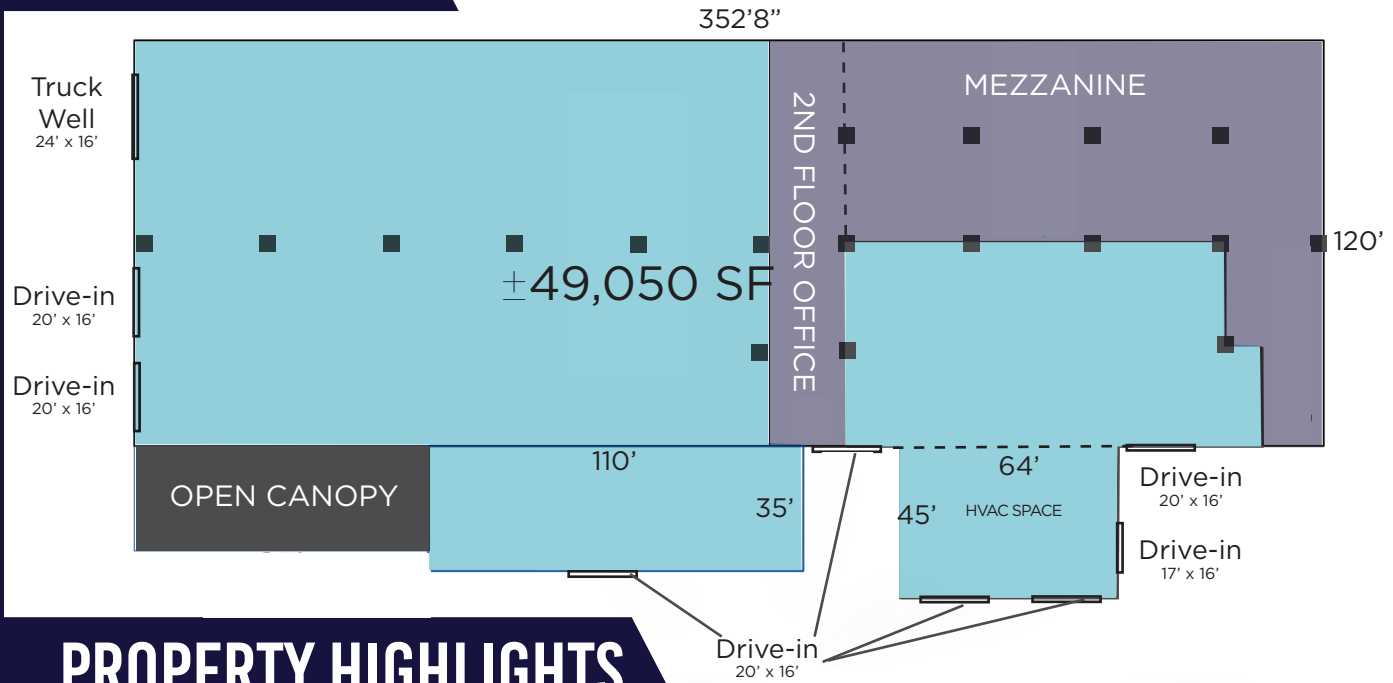 352'8”
Truck
Well
24' x 16'
MEZZANINE
2ND FLOOR OFFICE
120'
±49,050 SF
Drive-in
20' x 16'
Drive-in
20' x 16'
OPEN CANOPY
110'
35'
64'
45'
HVAC SPACE
Drive-in
20' x 16'
Drive-in
17' x 16'
Drive-in
20' x 16'
PROPERTY HIGHLIGHTS